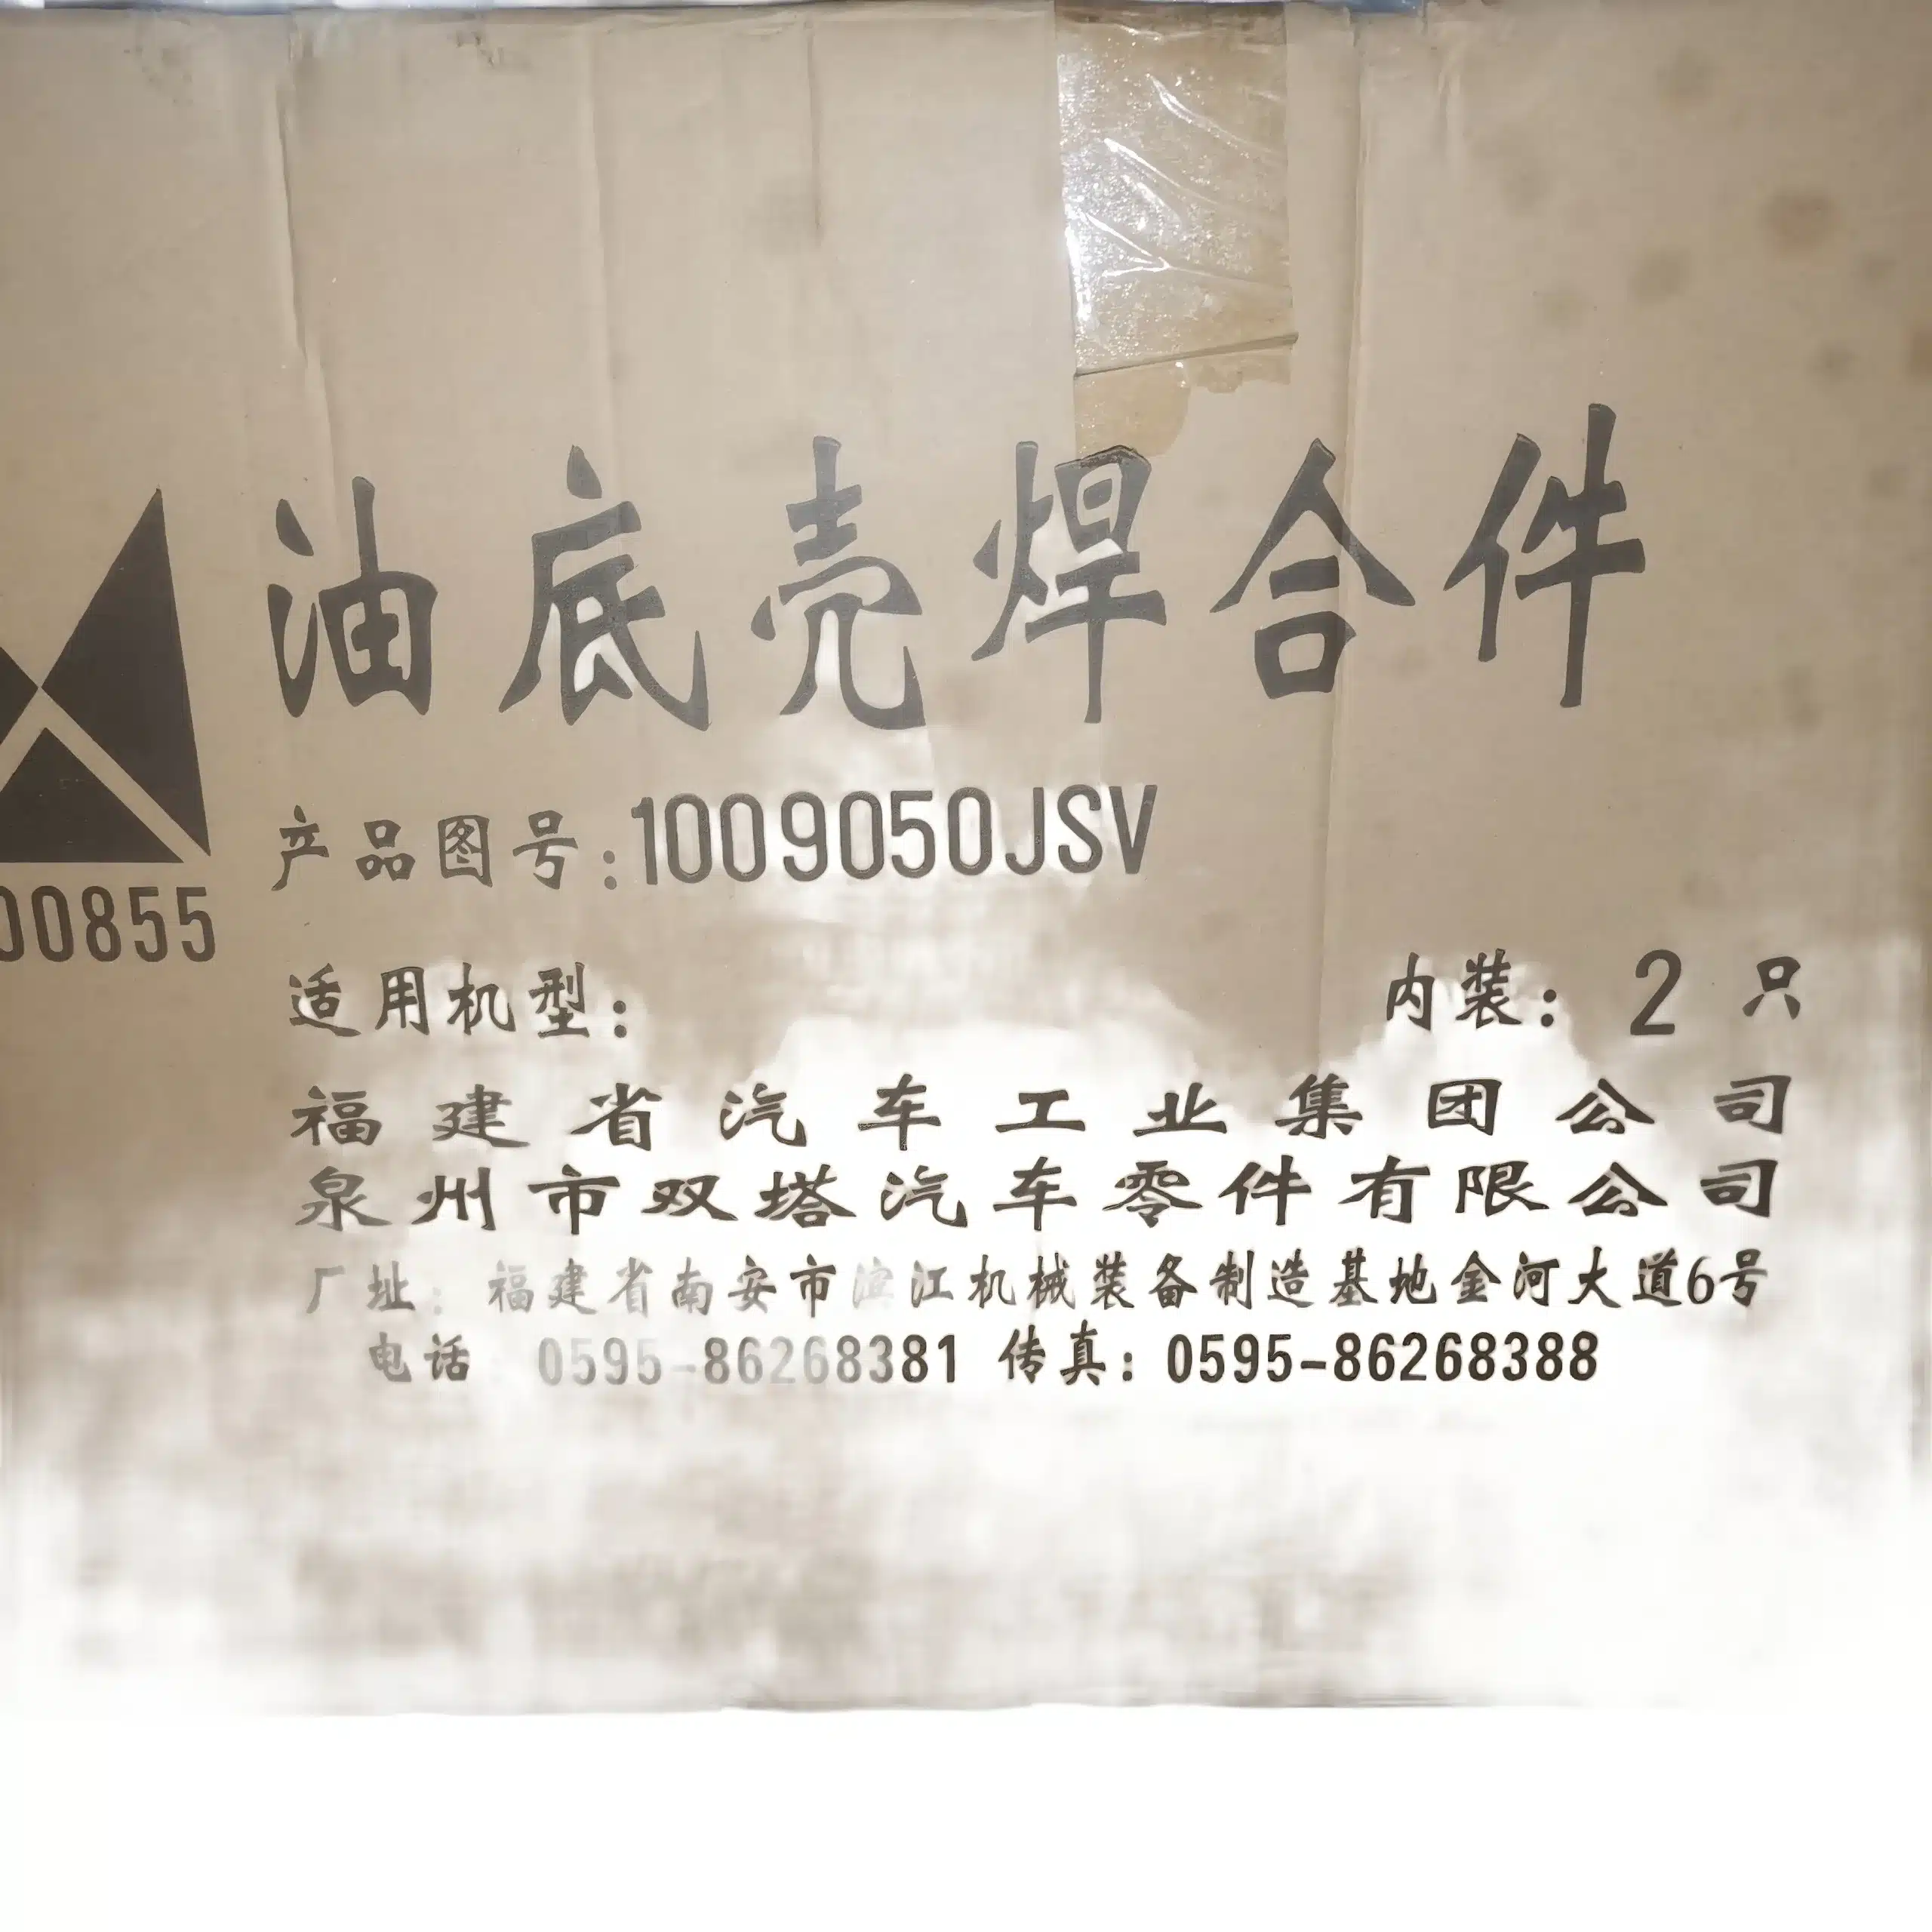 油底壳焊合件
产品图号:1009050JSV
00855
适用机型: 内装: 2 只
福建省汽车工业集团公司
泉州市双塔汽车零件有限公司
厂址: 福建省南安市滨江机械装备制造基地金河大道6号
电话: 0595-86268381 传真: 0595-86268388